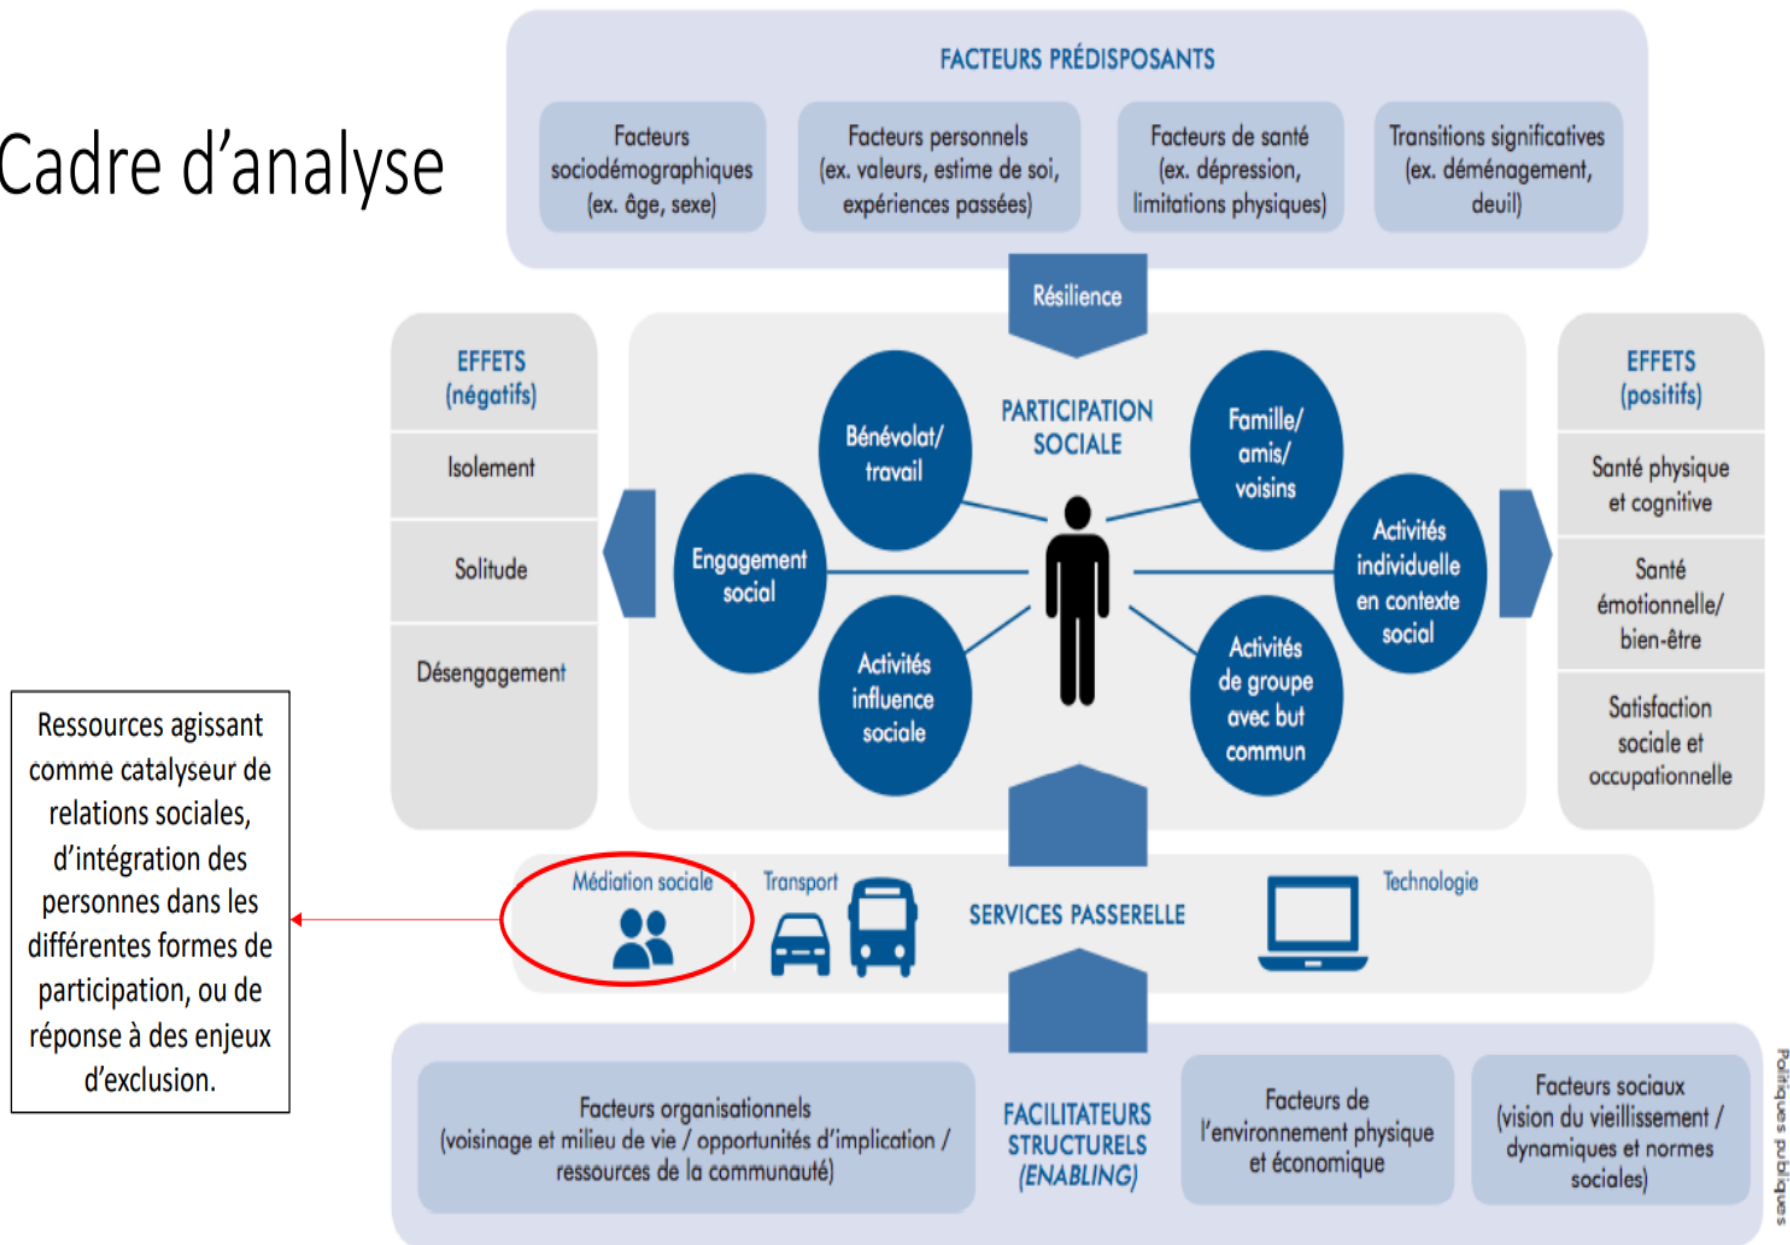 Cadre d’analyse
FACTEURS PRÉDISPOSANTS
Facteurs
sociodémographiques
(ex. âge, sexe)
Facteurs personnels
(ex. valeurs, estime de soi,
expériences passées)
Facteurs de santé
(ex. dépression,
limitations physiques)
Transitions significatives
(ex. déménagement,
deuil)
Résilience
EFFETS
(négatifs)
Isolement
Solitude
Désengagement
PARTICIPATION
SOCIALE
Bénévolat/
travail
Engagement
social
Activités
influence
sociale
Famille/
amis/
voisins
Activités
individuelle
en contexte
social
Activités
de groupe
avec but
commun
EFFETS
(positifs)
Santé physique
et cognitive
Santé
émotionnelle/
bien-être
Satisfaction
sociale et
occupationnelle
Ressources agissant
comme catalyseur de
relations sociales,
d’intégration des
personnes dans les
différentes formes de
participation, ou de
réponse à des enjeux
d’exclusion.
Médiation sociale
Transport
SERVICES PASSERELLE
Technologie
Facteurs organisationnels
(voisinage et milieu de vie / opportunités d’implication /
ressources de la communauté)
FACILITATEURS
STRUCTURELS
(ENABLING)
Facteurs de
l’environnement physique
et économique
Facteurs sociaux
(vision du vieillissement /
dynamiques et normes
sociales)
Politiques publiques